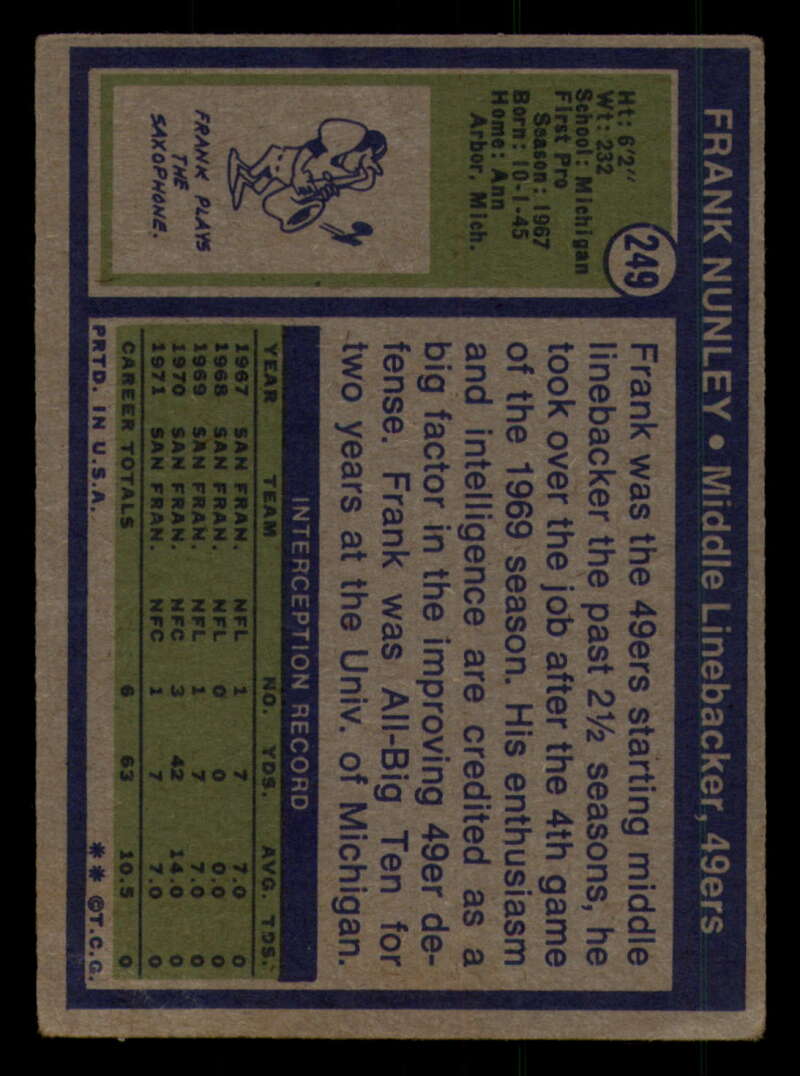 FRANK NUNLEY • Middle Linebacker, 49ers
249
Ht: 6'2"
Wt: 232
School: Michigan
First Pro
Season: 1967
Born: 10-1-45
Home: Ann
Arbor, Mich.
FRANK PLAYS
THE
SAXOPHONE.
Frank was the 49ers starting middle
linebacker the past 2½ seasons, he
took over the job after the 4th game
of the 1969 season. His enthusiasm
and intelligence are credited as a
big factor in the improving 49er de-
fense. Frank was All-Big Ten for
two years at the Univ. of Michigan.
INTERCEPTION RECORD
YEAR TEAM NO. YDS. AVG. TDS.
1967 SAN FRAN. NFL 1 7 7.0 0
1968 SAN FRAN. NFL 0 0 0.0 0
1969 SAN FRAN. NFL 1 7 7.0 0
1970 SAN FRAN. NFC 3 42 14.0 0
1971 SAN FRAN. NFC 1 7 7.0 0
CAREER TOTALS 6 63 10.5 0
PRTD. IN U.S.A. ** ©T.C.G.